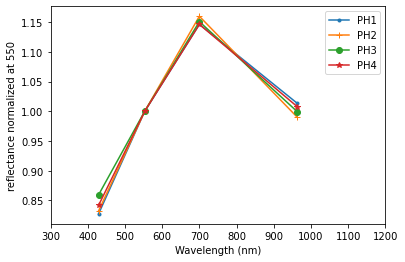 1.15
1.10
1.05
1.00
0.95
0.90
0.85
reflectance normalized at 550
300 400 500 600 700 800 900 1000 1100 1200
Wavelength (nm)
PH1
PH2
PH3
PH4